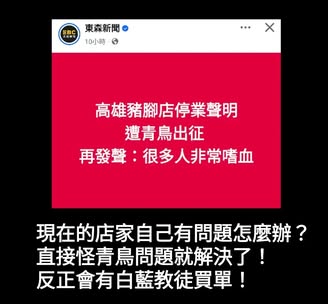 東森新聞
10小時
高雄豬腳店停業聲明
遭青鳥出征
再發聲：很多人非常嗜血
現在的店家自己有問題怎麼辦？
直接怪青鳥問題就解決了！
反正會有白藍教徒買單！